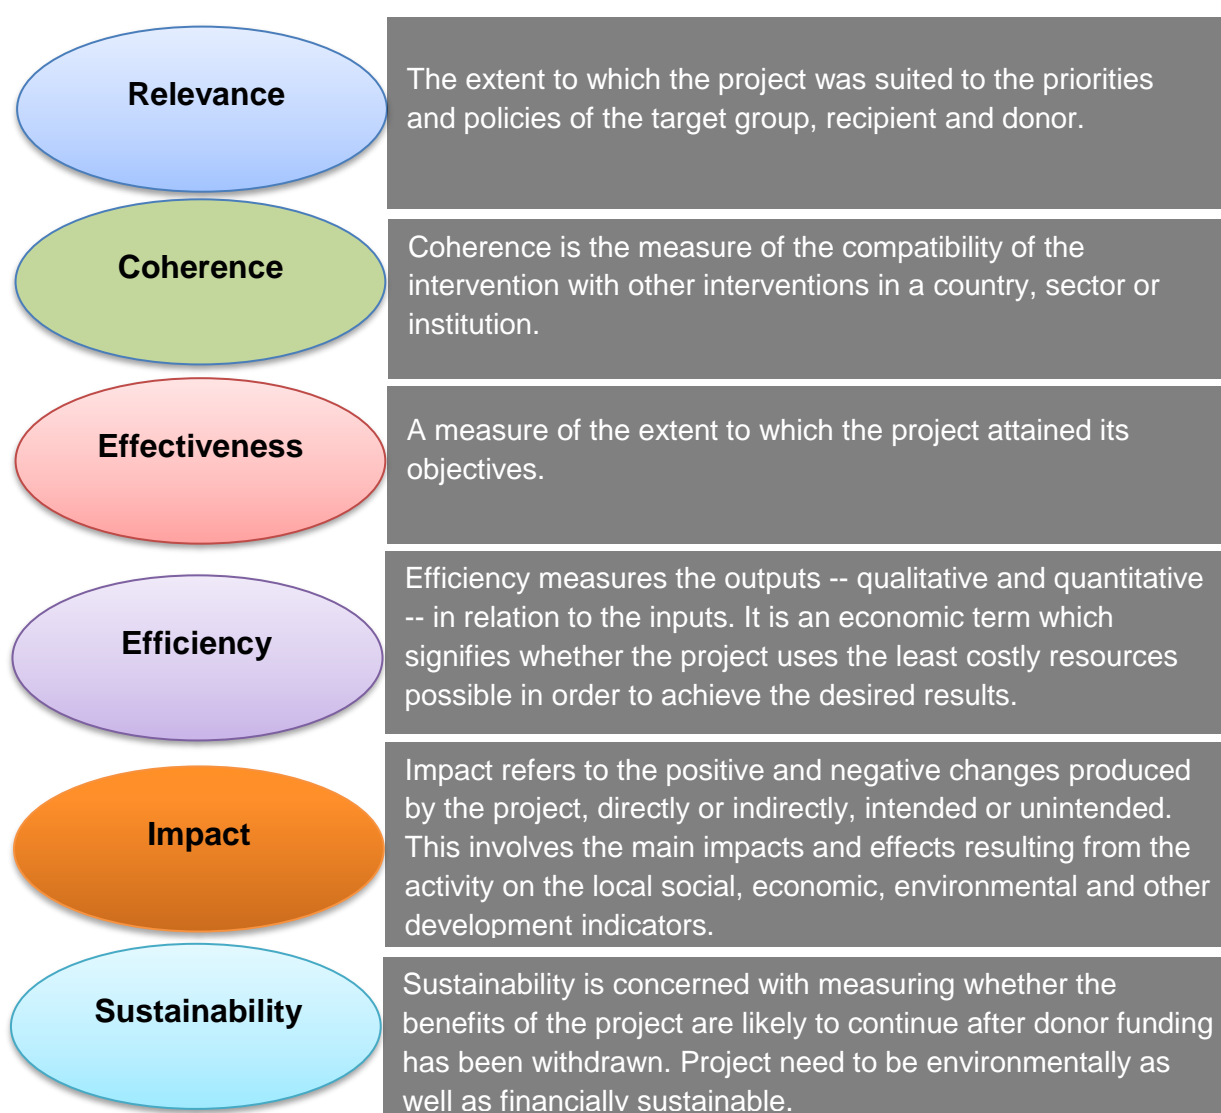 Relevance
The extent to which the project was suited to the priorities
and policies of the target group, recipient and donor.
Coherence
Coherence is the measure of the compatibility of the
intervention with other interventions in a country, sector or
institution.
Effectiveness
A measure of the extent to which the project attained its
objectives.
Efficiency
Efficiency measures the outputs -- qualitative and quantitative
-- in relation to the inputs. It is an economic term which
signifies whether the project uses the least costly resources
possible in order to achieve the desired results.
Impact
Impact refers to the positive and negative changes produced
by the project, directly or indirectly, intended or unintended.
This involves the main impacts and effects resulting from the
activity on the local social, economic, environmental and other
development indicators.
Sustainability
Sustainability is concerned with measuring whether the
benefits of the project are likely to continue after donor funding
has been withdrawn. Project need to be environmentally as
well as financially sustainable.